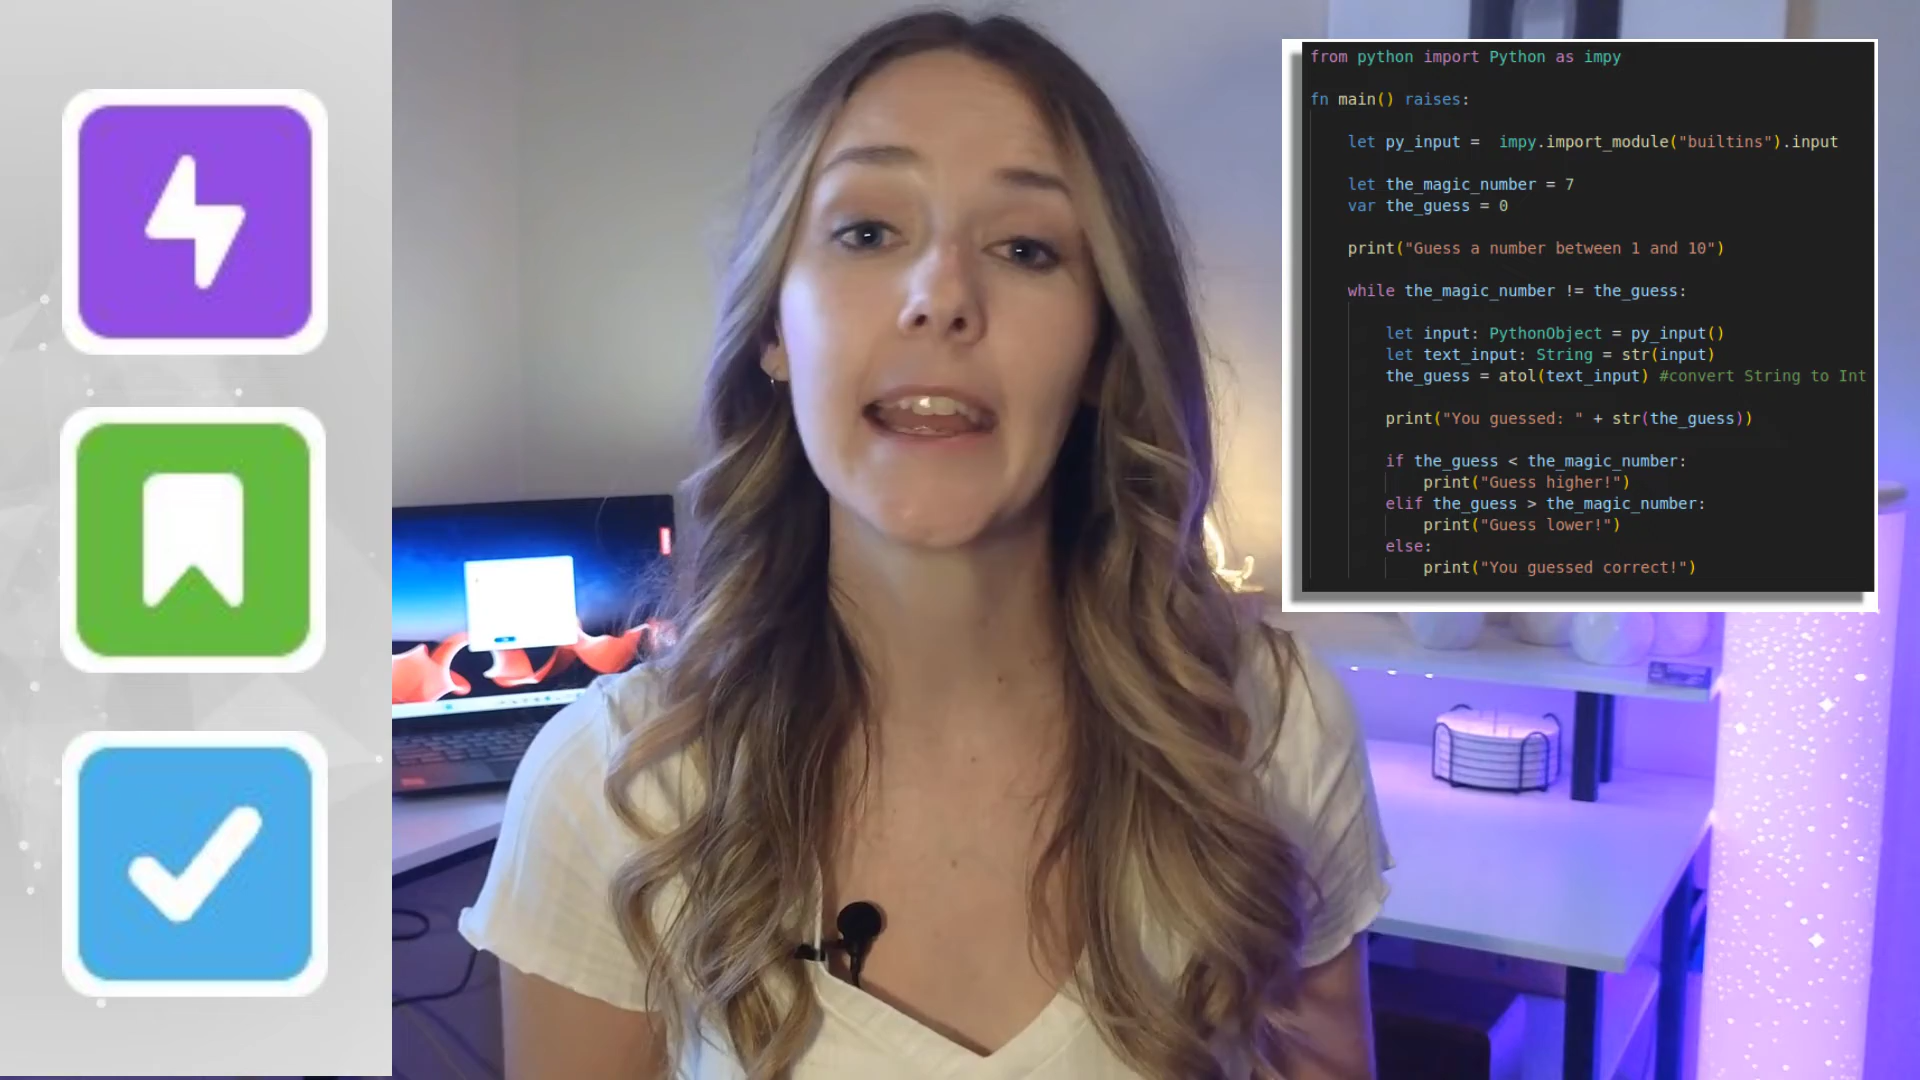 from python import Python as impy
fn main() raises:
let py_input =  impy.import_module("builtins").input
let the_magic_number = 7
var the_guess = 0
print("Guess a number between 1 and 10")
while the_magic_number != the_guess:
let input: PythonObject = py_input()
let text_input: String = str(input)
the_guess = atol(text_input) #convert String to Int
print("You guessed: " + str(the_guess))
if the_guess < the_magic_number:
print("Guess higher!")
elif the_guess > the_magic_number:
print("Guess lower!")
else:
print("You guessed correct!")